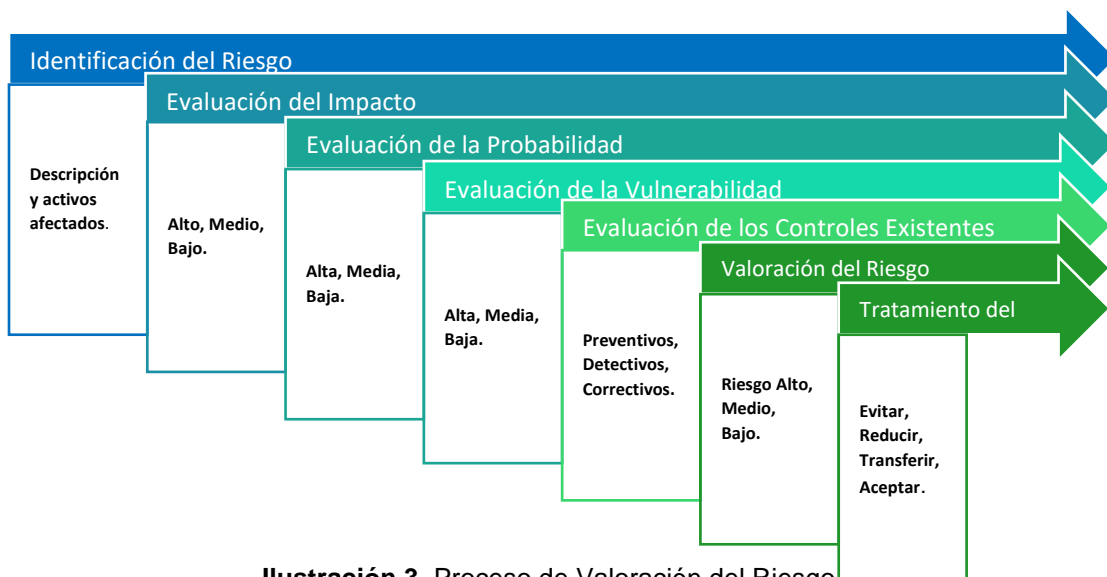 Identificación del Riesgo
Descripción
y activos
afectados.
Evaluación del Impacto
Alto, Medio,
Bajo.
Evaluación de la Probabilidad
Alta, Media,
Baja.
Evaluación de la Vulnerabilidad
Alta, Media,
Baja.
Evaluación de los Controles Existentes
Preventivos,
Detectivos,
Correctivos.
Valoración del Riesgo
Riesgo Alto,
Medio,
Bajo.
Tratamiento del
Evitar,
Reducir,
Transferir,
Aceptar.
Ilustración 3. Proceso de Valoración del Riesgo